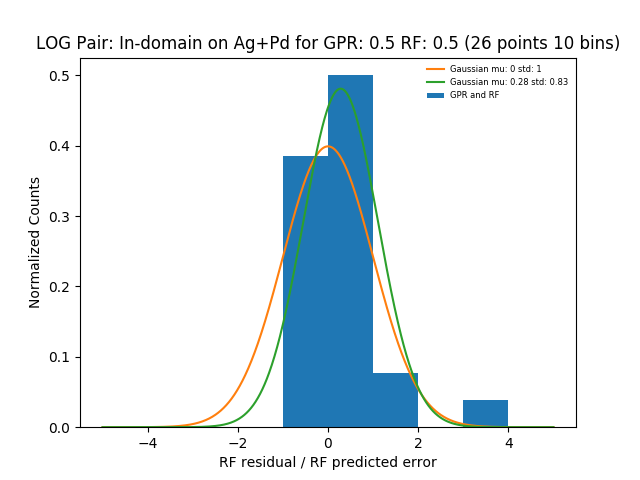 LOG Pair: In-domain on Ag+Pd for GPR: 0.5 RF: 0.5 (26 points 10 bins)
Gaussian mu: 0 std: 1
Gaussian mu: 0.28 std: 0.83
GPR and RF
Normalized Counts
0.5
0.4
0.3
0.2
0.1
0.0
−4
−2
0
2
4
RF residual / RF predicted error